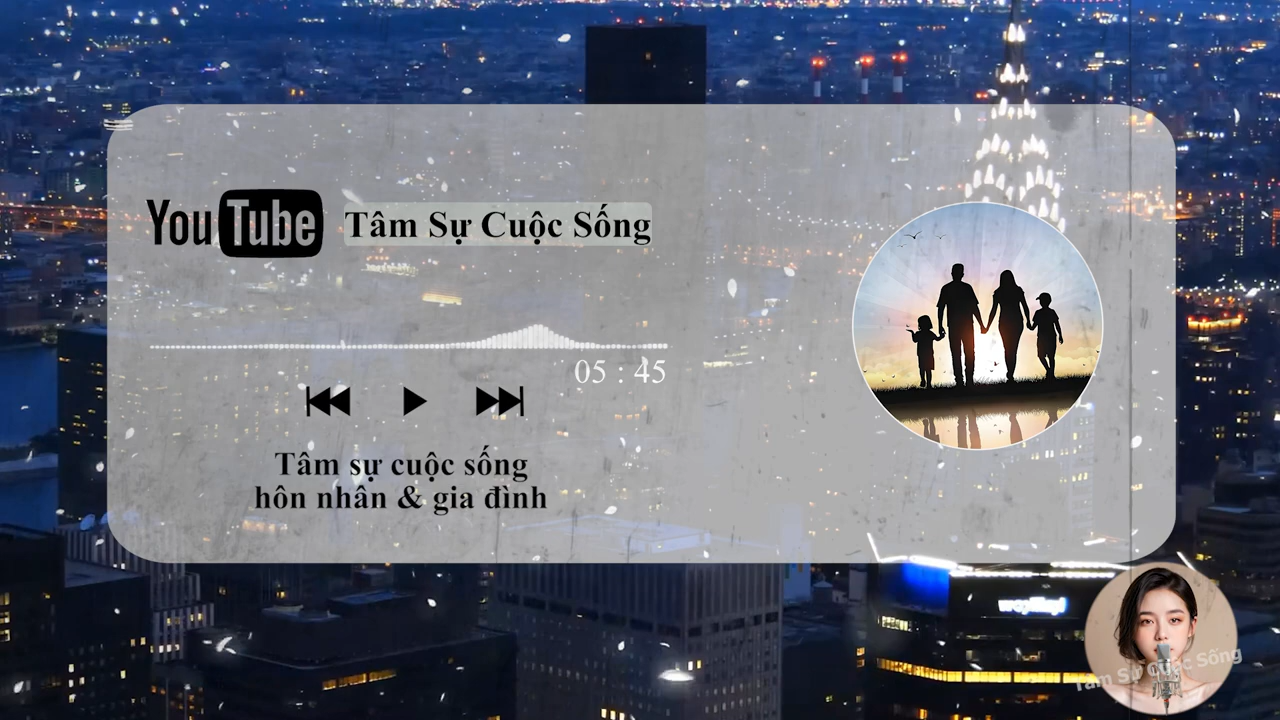 YouTube
Tâm Sự Cuộc Sống
05 : 45
Tâm sự cuộc sống
hôn nhân & gia đình
Tâm Sự Cuộc Sống